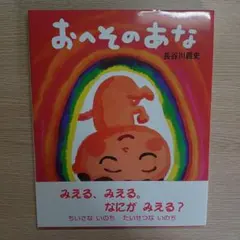 おへそのあな
長谷川義史
みえる、みえる。
なにが みえる？
ちいさな いのち たいせつな いのち